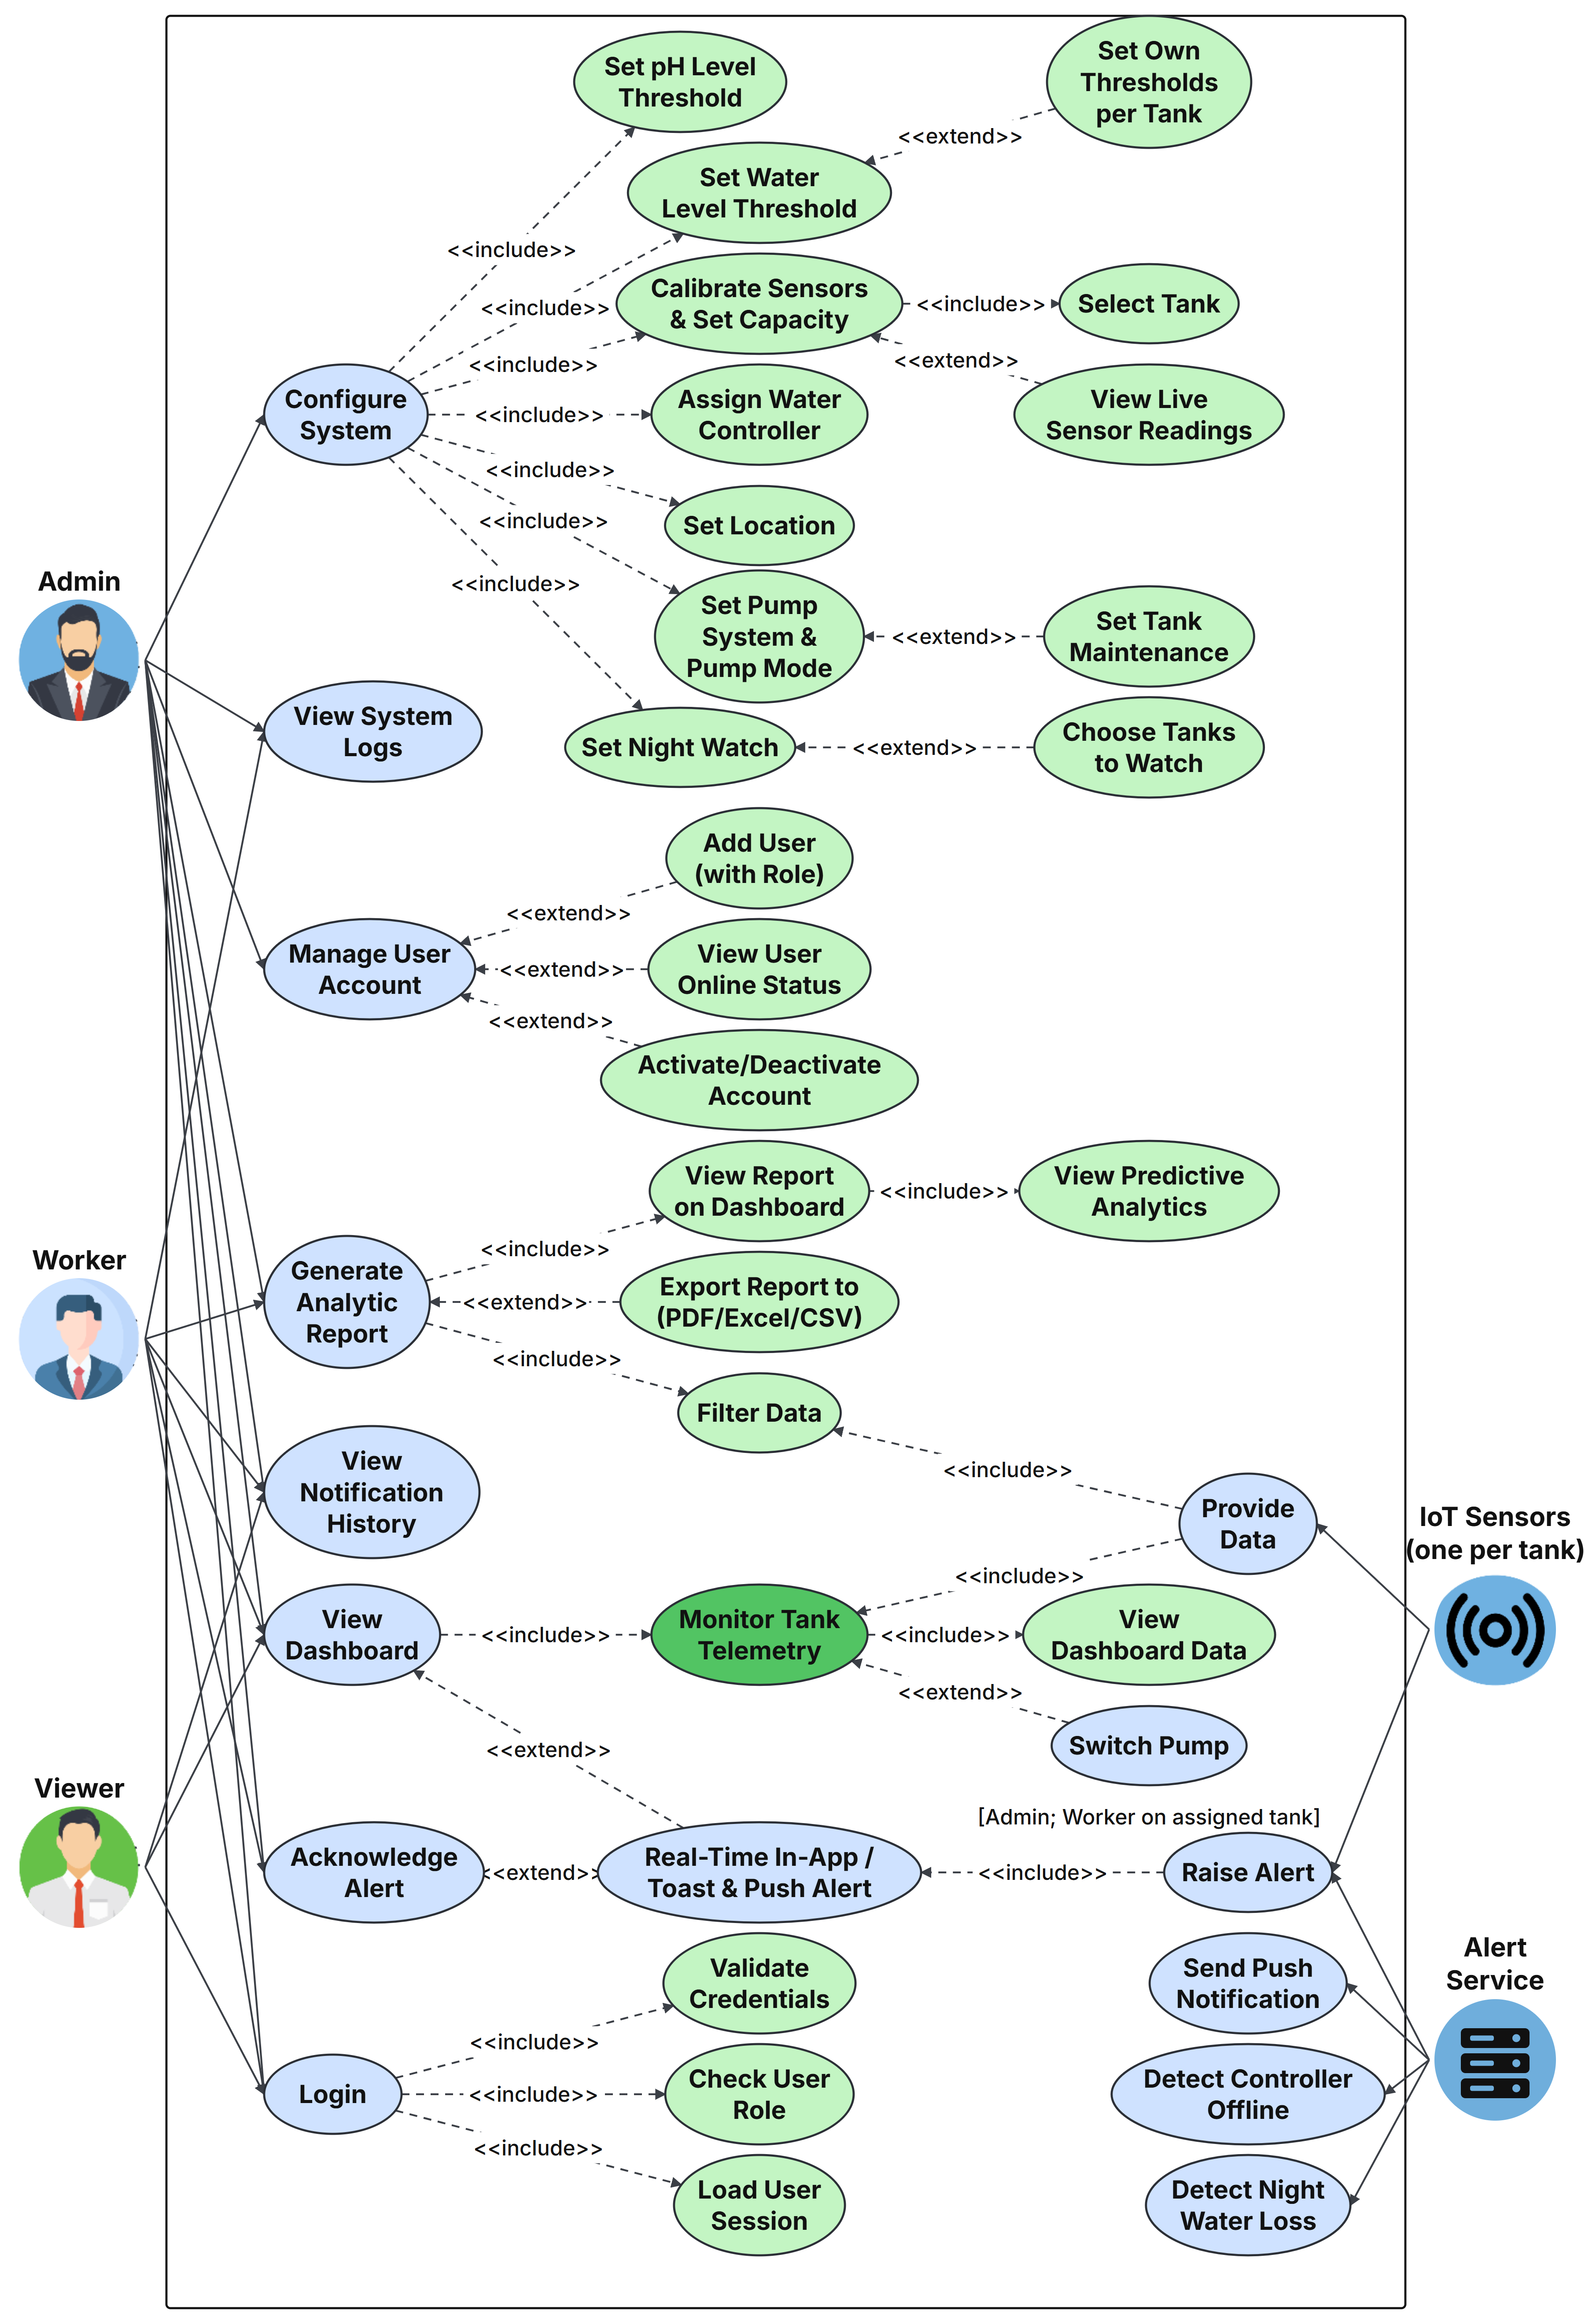 Set pH Level
Threshold
Set Own
Thresholds
per Tank
<<extend>>
Set Water
Level Threshold
<<include>>
Calibrate Sensors
& Set Capacity
<<include>>
Select Tank
<<include>>
<<include>>
<<extend>>
Configure
System
<<include>>
Assign Water
Controller
View Live
Sensor Readings
<<include>>
Set Location
<<include>>
Admin
<<include>>
Set Pump
System &
Pump Mode
<<extend>>
Set Tank
Maintenance
View System
Logs
Set Night Watch
<<extend>>
Choose Tanks
to Watch
Add User
(with Role)
<<extend>>
Manage User
Account
<<extend>>
View User
Online Status
<<extend>>
Activate/Deactivate
Account
View Report
on Dashboard
<<include>>
View Predictive
Analytics
Worker
<<include>>
Generate
Analytic
Report
<<extend>>
Export Report to
(PDF/Excel/CSV)
<<include>>
Filter Data
View
Notification
History
<<include>>
Provide
Data
IoT Sensors
(one per tank)
<<include>>
View
Dashboard
<<include>>
Monitor Tank
Telemetry
<<include>>
View
Dashboard Data
<<extend>>
Switch Pump
<<extend>>
Viewer
[Admin; Worker on assigned tank]
Acknowledge
Alert
<<extend>>
Real-Time In-App /
Toast & Push Alert
<<include>>
Raise Alert
Alert
Service
Validate
Credentials
Send Push
Notification
<<include>>
Login
<<include>>
Check User
Role
Detect Controller
Offline
<<include>>
Load User
Session
Detect Night
Water Loss